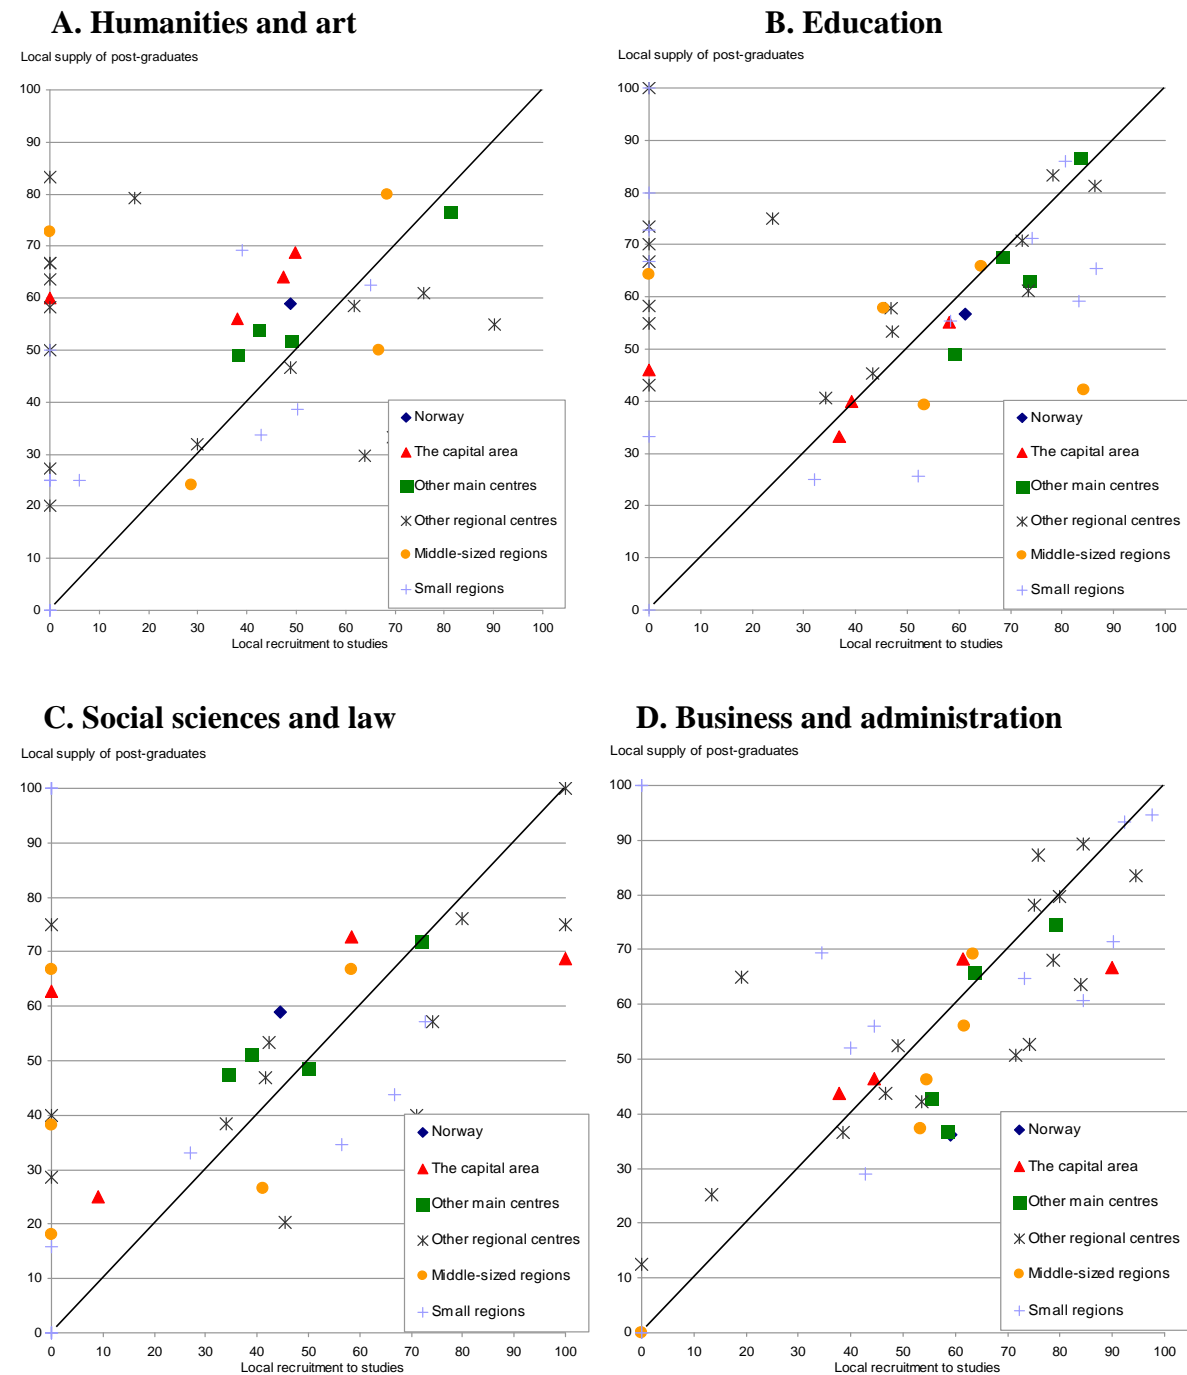 A. Humanities and art
Local supply of post-graduates
100
90
80
70
60
50
40
30
20
10
0
0 10 20 30 40 50 60 70 80 90 100
Local recruitment to studies
Norway
The capital area
Other main centres
Other regional centres
Middle-sized regions
Small regions
B. Education
Local supply of post-graduates
100
90
80
70
60
50
40
30
20
10
0
0 10 20 30 40 50 60 70 80 90 100
Local recruitment to studies
Norway
The capital area
Other main centres
Other regional centres
Middle-sized regions
Small regions
C. Social sciences and law
Local supply of post-graduates
100
90
80
70
60
50
40
30
20
10
0
0 10 20 30 40 50 60 70 80 90 100
Local recruitment to studies
Norway
The capital area
Other main centres
Other regional centres
Middle-sized regions
Small regions
D. Business and administration
Local supply of post-graduates
100
90
80
70
60
50
40
30
20
10
0
0 10 20 30 40 50 60 70 80 90 100
Local recruitment to studies
Norway
The capital area
Other main centres
Other regional centres
Middle-sized regions
Small regions